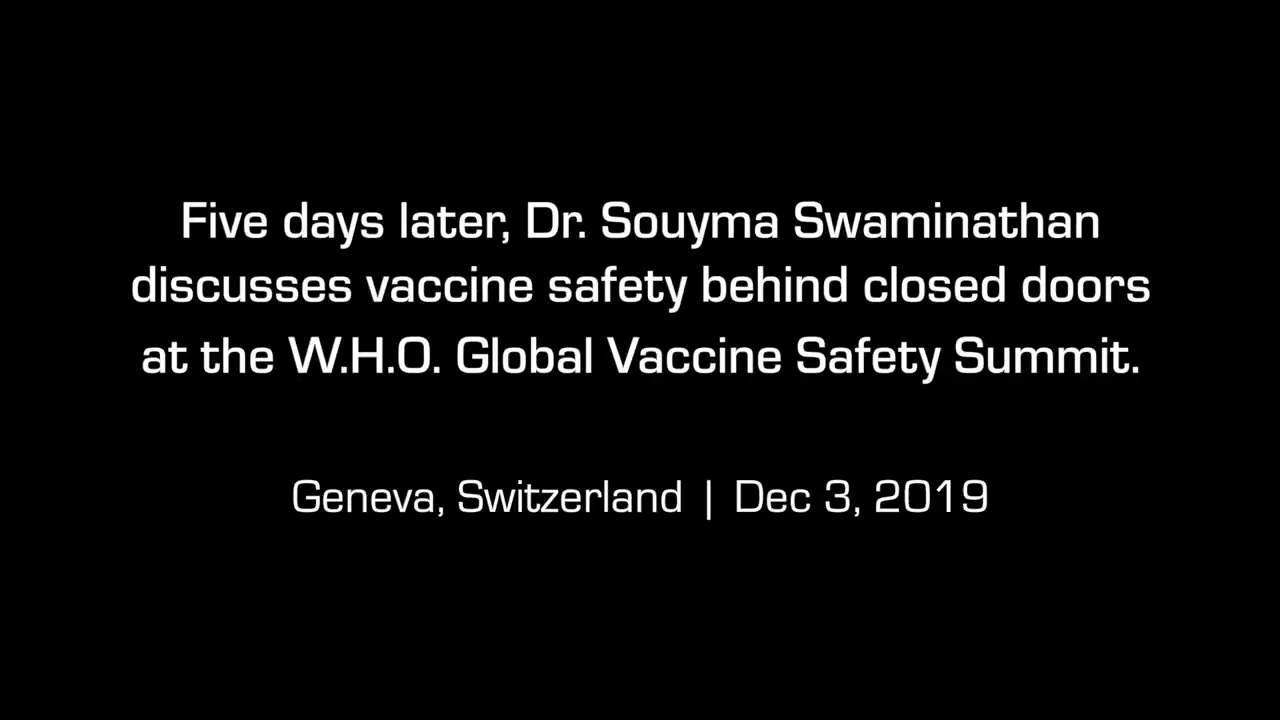 Five days later, Dr. Souyma Swaminathan
discusses vaccine safety behind closed doors
at the W.H.O. Global Vaccine Safety Summit.
Geneva, Switzerland | Dec 3, 2019